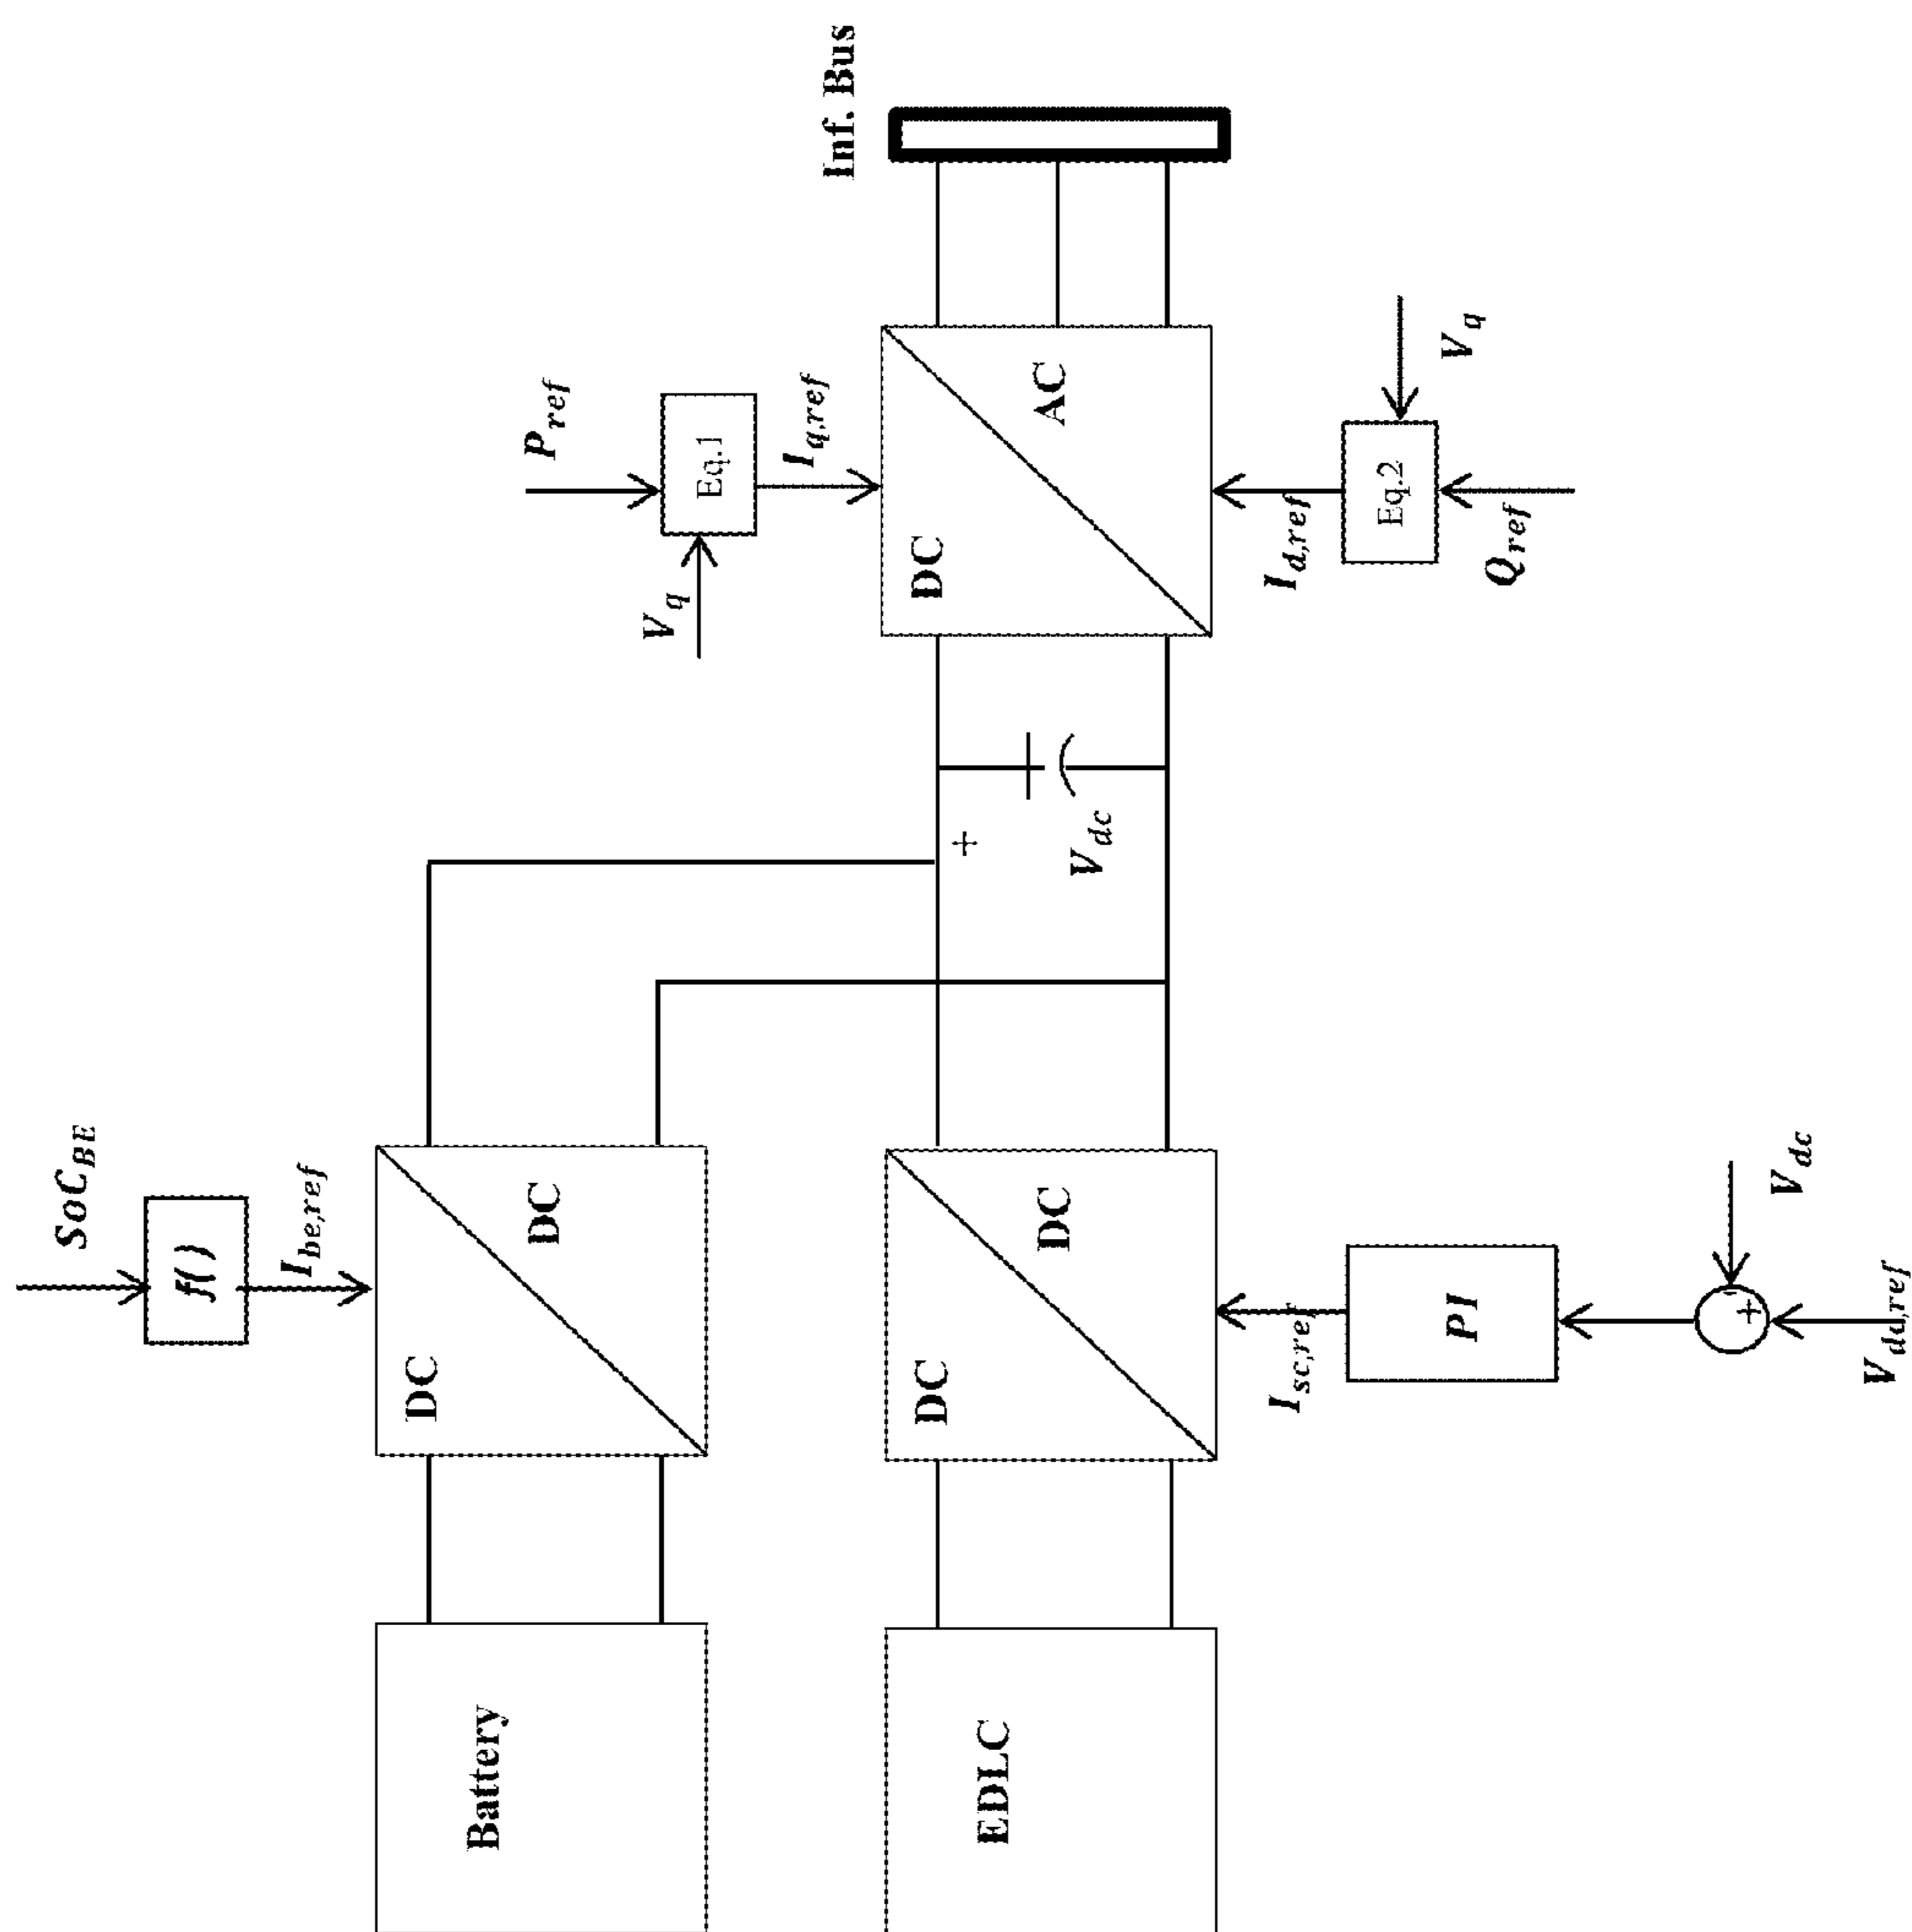 SoC_BE
f()
I_be,ref
Battery
DC
DC
P_ref
V_q
Eq.1
I_q,ref
Inf. Bus
EDLC
DC
DC
+
V_dc
DC
AC
I_sc,ref
PI
+
-
V_dc
V_dd,ref
I_d,ref
Eq.2
V_q
Q_ref